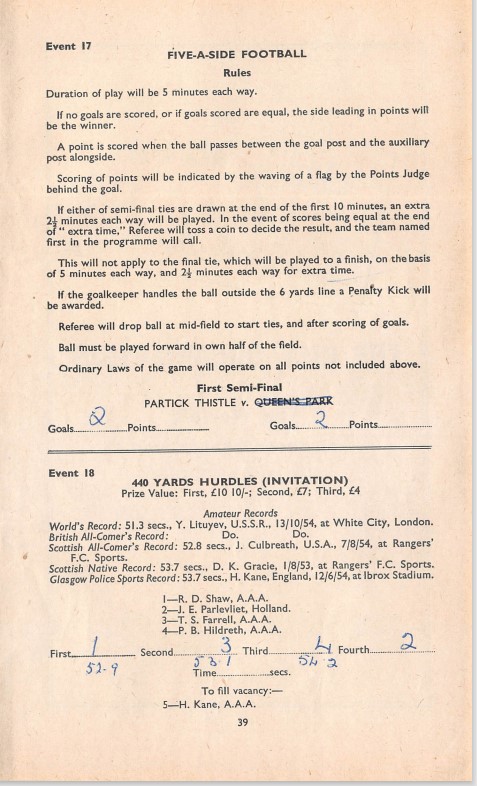 Event 17
FIVE-A-SIDE FOOTBALL
Rules
Duration of play will be 5 minutes each way.
If no goals are scored, or if goals scored are equal, the side leading in points will
be the winner.
A point is scored when the ball passes between the goal post and the auxiliary
post alongside.
Scoring of points will be indicated by the waving of a flag by the Points Judge
behind the goal.
If either of semi-final ties are drawn at the end of the first 10 minutes, an extra
2½ minutes each way will be played. In the event of scores being equal at the end
of " extra time," Referee will toss a coin to decide the result, and the team named
first in the programme will call.
This will not apply to the final tie, which will be played to a finish, on the basis
of 5 minutes each way, and 2½ minutes each way for extra time.
If the goalkeeper handles the ball outside the 6 yards line a Penalty Kick will
be awarded.
Referee will drop ball at mid-field to start ties, and after scoring of goals.
Ball must be played forward in own half of the field.
Ordinary Laws of the game will operate on all points not included above.
First Semi-Final
PARTICK THISTLE v. QUEEN'S PARK
Goals....2....Points........ Goals....2....Points........
Event 18
440 YARDS HURDLES (INVITATION)
Prize Value: First, £10 10/-; Second, £7; Third, £4
Amateur Records
World's Record: 51.3 secs., Y. Lituyev, U.S.S.R., 13/10/54, at White City, London.
British All-Comer's Record: Do. Do.
Scottish All-Comer's Record: 52.8 secs., J. Culbreath, U.S.A., 7/8/54, at Rangers'
F.C. Sports.
Scottish Native Record: 53.7 secs., D. K. Gracie, 1/8/53, at Rangers' F.C. Sports.
Glasgow Police Sports Record: 53.7 secs., H. Kane, England, 12/6/54, at Ibrox Stadium.
1—R. D. Shaw, A.A.A.
2—J. E. Parlevliet, Holland.
3—T. S. Farrell, A.A.A.
4—P. B. Hildreth, A.A.A.
First....1.... Second....3.... Third....4.... Fourth....2....
52.9 53.1 54.2
Time........secs.
To fill vacancy:—
5—H. Kane, A.A.A.
39